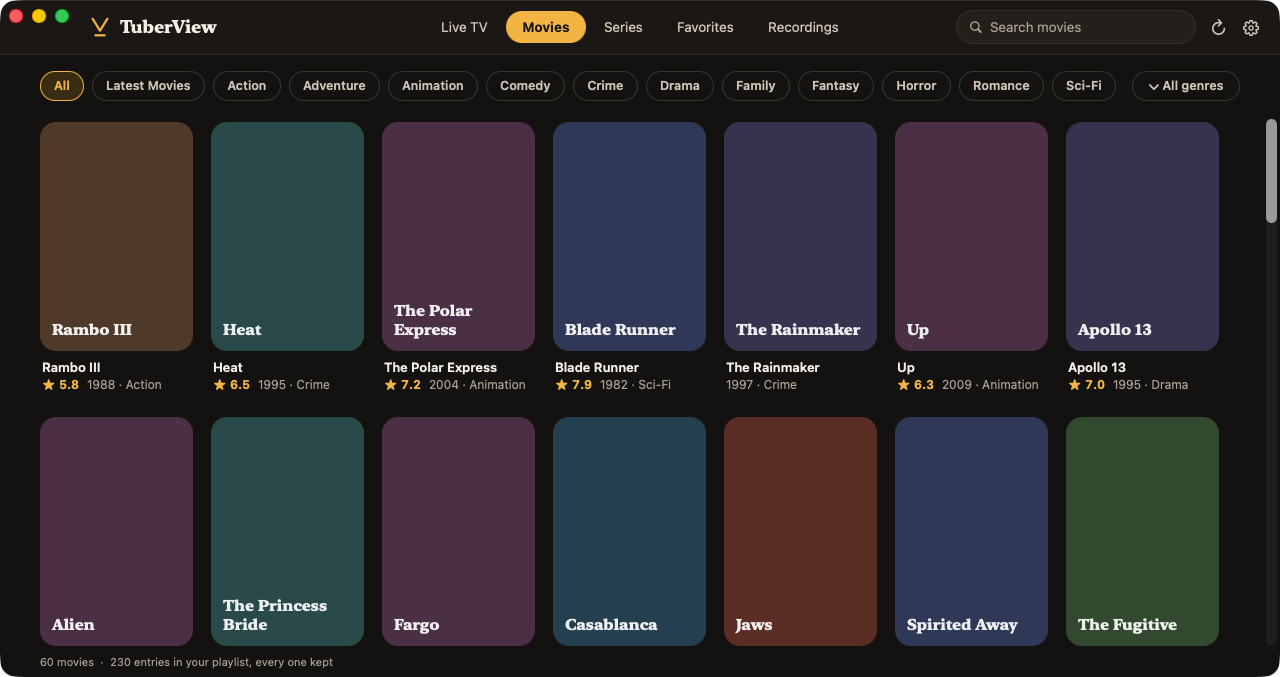 TuberView
Live TV
Movies
Series
Favorites
Recordings
Search movies
All
Latest Movies
Action
Adventure
Animation
Comedy
Crime
Drama
Family
Fantasy
Horror
Romance
Sci-Fi
All genres
Rambo III
Heat
The Polar
Express
Blade Runner
The Rainmaker
Up
Apollo 13
Rambo III
★ 5.8 1988 · Action
Heat
★ 6.5 1995 · Crime
The Polar Express
★ 7.2 2004 · Animation
Blade Runner
★ 7.9 1982 · Sci-Fi
The Rainmaker
1997 · Crime
Up
★ 6.3 2009 · Animation
Apollo 13
★ 7.0 1995 · Drama
Alien
The Princess
Bride
Fargo
Casablanca
Jaws
Spirited Away
The Fugitive
60 movies · 230 entries in your playlist, every one kept